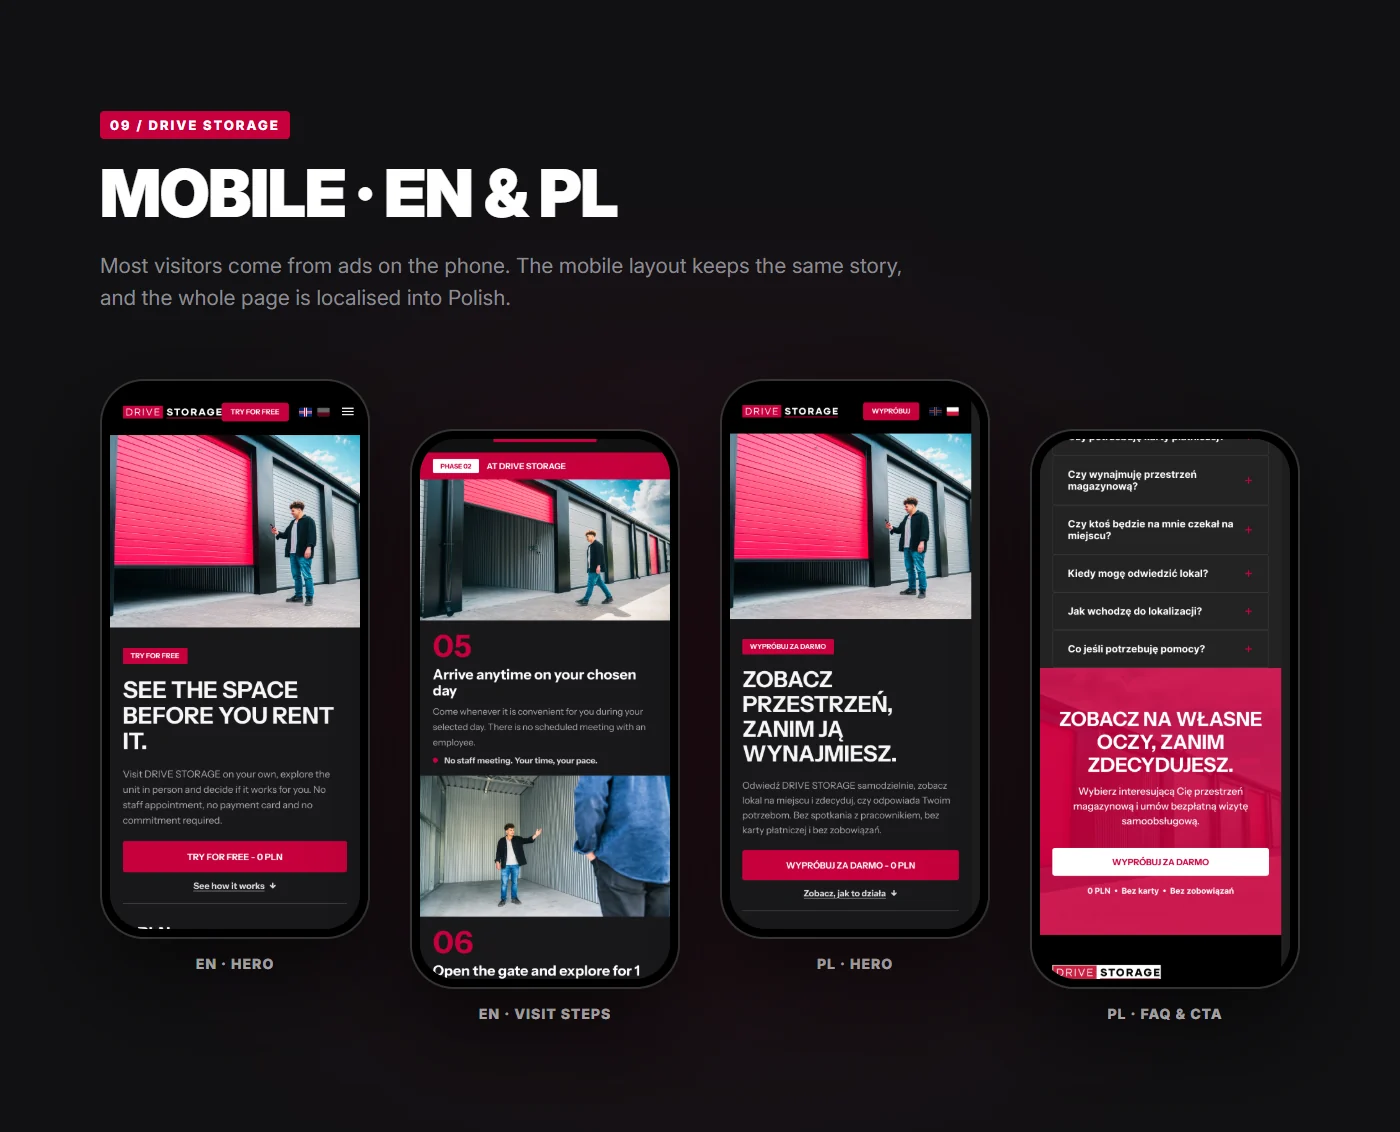 09 / DRIVE STORAGE
MOBILE · EN & PL
Most visitors come from ads on the phone. The mobile layout keeps the same story,
and the whole page is localised into Polish.
DRIVE STORAGE
TRY FOR FREE
TRY FOR FREE
SEE THE SPACE
BEFORE YOU RENT
IT.
Visit DRIVE STORAGE on your own, explore the
unit in person and decide if it works for you. No
staff appointment, no payment card and no
commitment required.
TRY FOR FREE - 0 PLN
See how it works ↓
EN · HERO
PHASE 02
AT DRIVE STORAGE
05
Arrive anytime on your chosen
day
Come whenever it is convenient for you during your
selected day. There is no scheduled meeting with an
employee.
No staff meeting. Your time, your pace.
06
Open the gate and explore for 1
EN · VISIT STEPS
DRIVE STORAGE
WYPRÓBUJ
WYPRÓBUJ ZA DARMO
ZOBACZ
PRZESTRZEŃ,
ZANIM JĄ
WYNAJMIESZ.
Odwiedź DRIVE STORAGE samodzielnie, zobacz
lokal na miejscu i zdecyduj, czy odpowiada Twoim
potrzebom. Bez spotkania z pracownikiem, bez
karty płatniczej i bez zobowiązań.
WYPRÓBUJ ZA DARMO - 0 PLN
Zobacz, jak to działa ↓
PL · HERO
Czy wynajmuję przestrzeń
magazynową?
+
Czy ktoś będzie na mnie czekał na
miejscu?
+
Kiedy mogę odwiedzić lokal?
+
Jak wchodzę do lokalizacji?
+
Co jeśli potrzebuję pomocy?
+
ZOBACZ NA WŁASNE
OCZY, ZANIM
ZDECYDUJESZ.
Wybierz interesującą Cię przestrzeń
magazynową i umów bezpłatną wizytę
samoobsługową.
WYPRÓBUJ ZA DARMO
0 PLN • Bez karty • Bez zobowiązań
DRIVE STORAGE
PL · FAQ & CTA